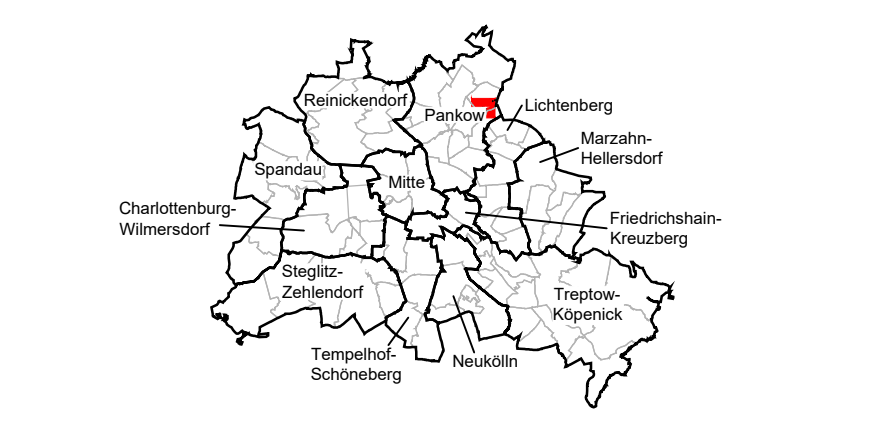 Reinickendorf
Pankow
Lichtenberg
Marzahn-
Hellersdorf
Spandau
Mitte
Charlottenburg-
Wilmersdorf
Friedrichshain-
Kreuzberg
Steglitz-
Zehlendorf
Treptow-
Köpenick
Tempelhof-
Schöneberg
Neukölln